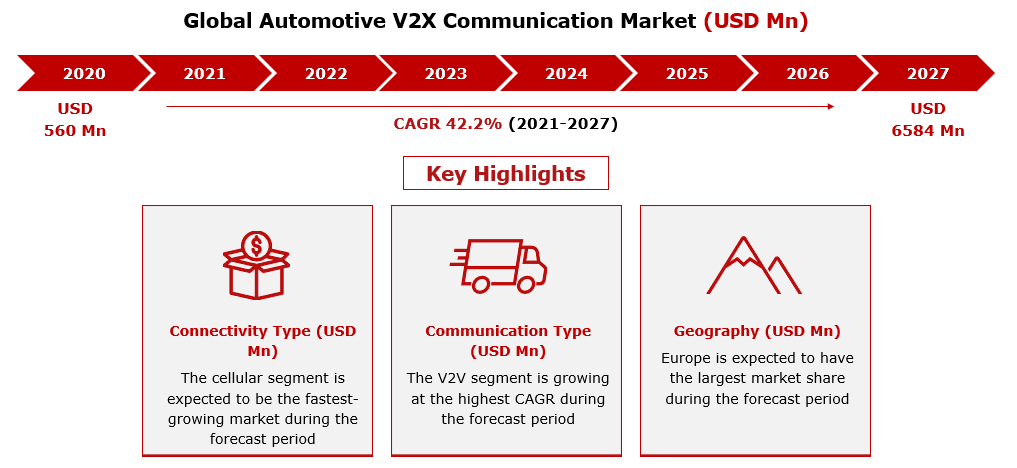 Global Automotive V2X Communication Market (USD Mn)
2020 2021 2022 2023 2024 2025 2026 2027
USD
560 Mn
USD
6584 Mn
CAGR 42.2% (2021-2027)
Key Highlights
$
Connectivity Type (USD
Mn)
The cellular segment is
expected to be the fastest-
growing market during the
forecast period
Communication Type
(USD Mn)
The V2V segment is growing
at the highest CAGR during
the forecast period
Geography (USD Mn)
Europe is expected to have
the largest market share
during the forecast period